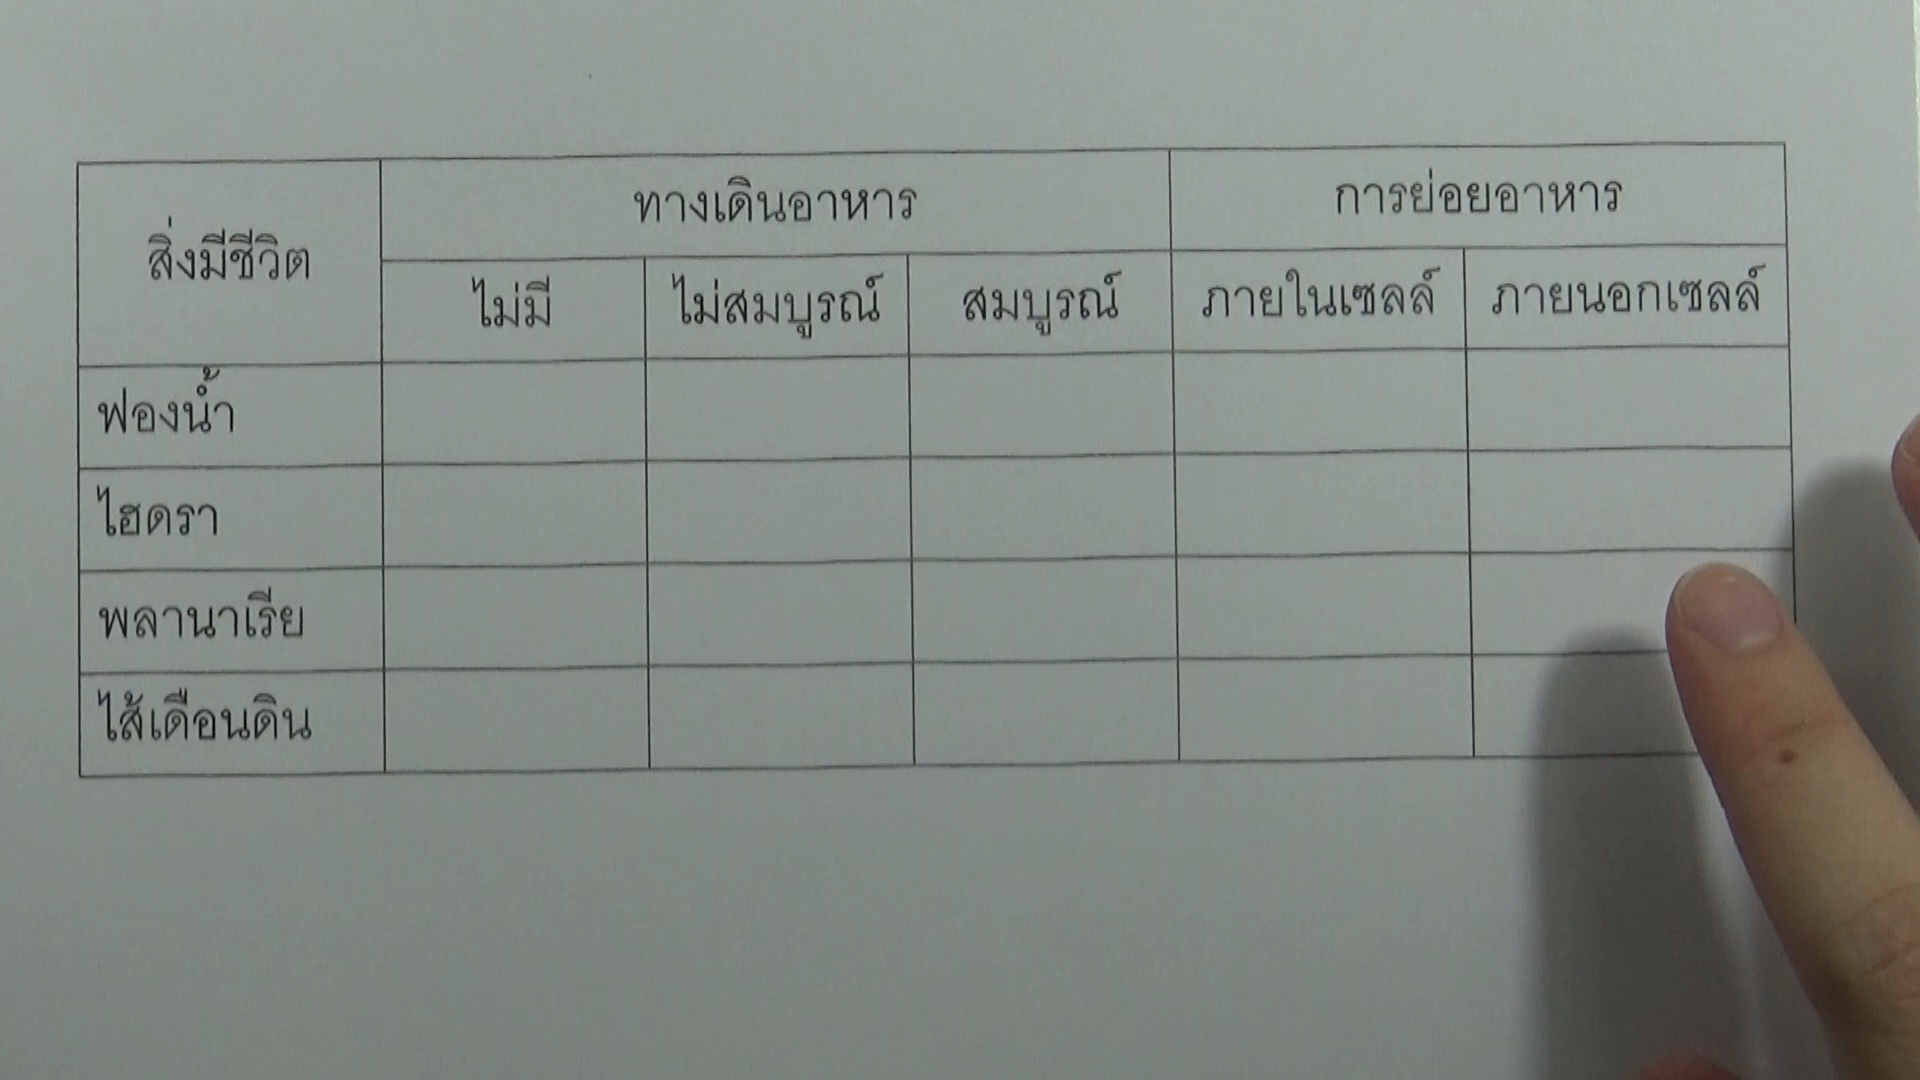 สิ่งมีชีวิต ทางเดินอาหาร การย่อยอาหาร
ไม่มี ไม่สมบูรณ์ สมบูรณ์ ภายในเซลล์ ภายนอกเซลล์
ฟองน้ำ
ไฮดรา
พลานาเรีย
ไส้เดือนดิน